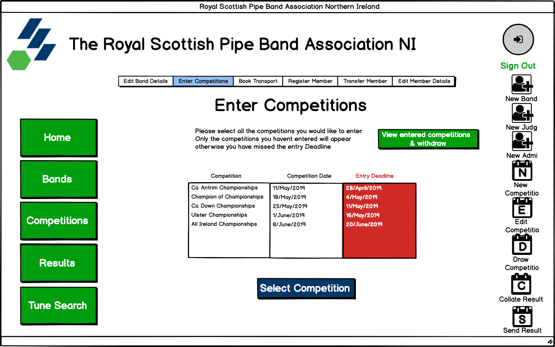 Royal Scottish Pipe Band Association Northern Ireland
The Royal Scottish Pipe Band Association NI
Sign Out
Edit Band Details
Enter Competitions
Book Transport
Register Member
Transfer Member
Edit Member Details
Enter Competitions
Please select all the competitions you would like to enter
Only the competitions you havent entered will appear
otherwise you have missed the entry Deadline
View entered competitions
& withdraw
Home
Bands
Competitions
Results
Tune Search
Competition Competition Date Entry Deadline
Co. Antrim Championships 11/May/2019 28/April/2019
Champion of Championships 18/May/2019 4/May/2019
Co. Down Championships 25/May/2019 11/May/2019
Ulster Championships 1/June/2019 16/May/2019
All Ireland Championships 8/June/2019 20/June/2019
Select Competition
New Band
New Judg
New Admi
N
New
Competitio
E
Edit
Competitio
D
Draw
Competitio
C
Collate Result
S
Send Result